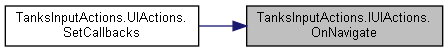 TanksInputActions.UIActions.
SetCallbacks
TanksInputActions.IUIActions.
OnNavigate